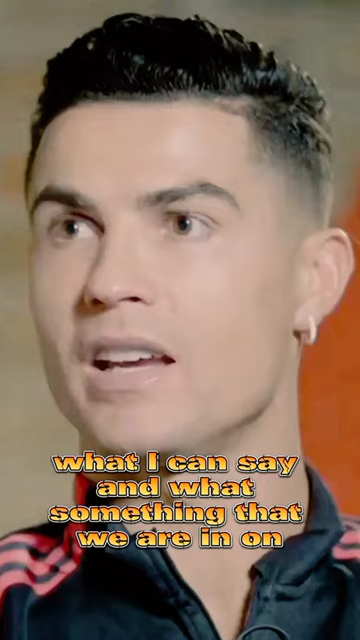 what I can say
and what
something that
we are in on